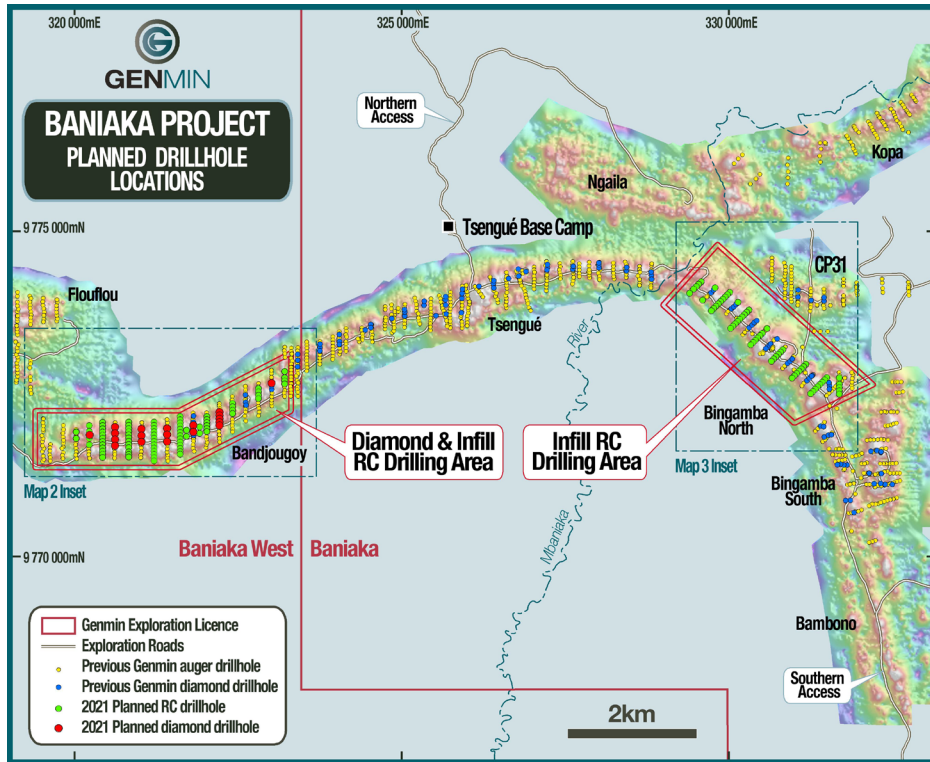 320 000mE
325 000mE
330 000mE
GENMIN
BANIAKA PROJECT
PLANNED DRILLHOLE
LOCATIONS
Northern
Access
Kopa
Ngaila
9 775 000mN
Tsengué Base Camp
CP31
Flouflou
Tsengué
River
Bingamba
North
Bandjougoy
Diamond & Infill
RC Drilling Area
Infill RC
Drilling Area
Map 2 Inset
Map 3 Inset
Bingamba
South
Mbaniaka
Baniaka West
Baniaka
9 770 000mN
Genmin Exploration Licence
Exploration Roads
Previous Genmin auger drillhole
Previous Genmin diamond drillhole
2021 Planned RC drillhole
2021 Planned diamond drillhole
Bambono
Southern
Access
2km